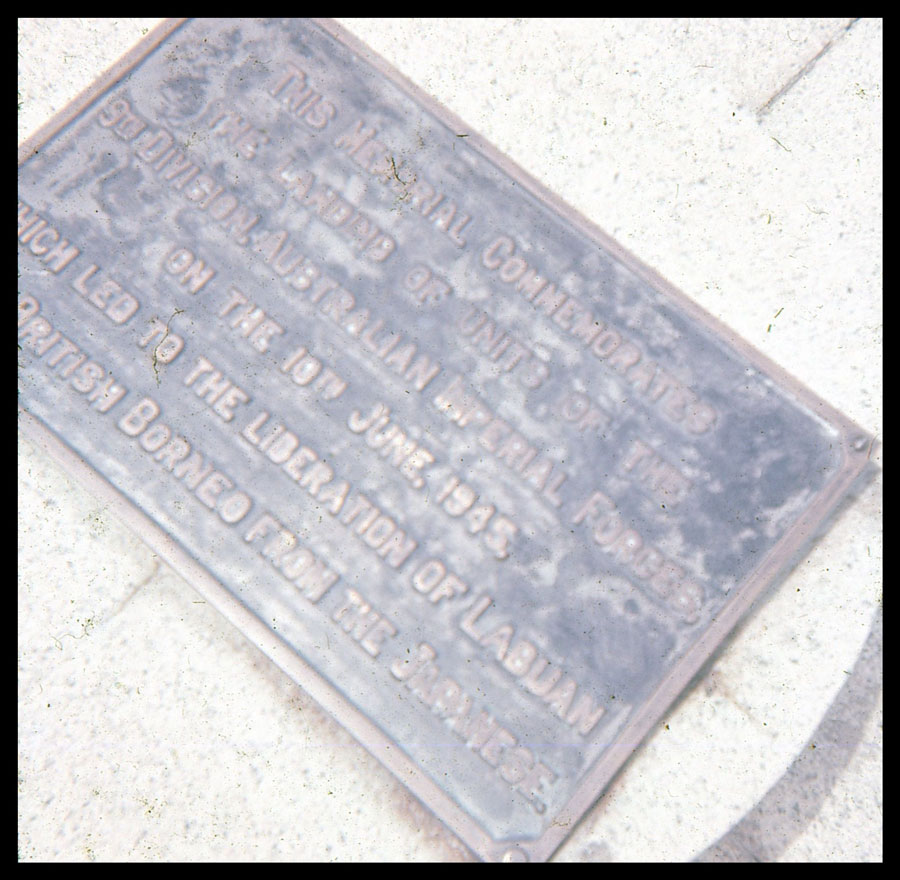 THIS MEMORIAL COMMEMORATES
THE LANDING OF UNITS OF THE
9TH DIVISION, AUSTRALIAN IMPERIAL FORCES,
ON THE 10TH JUNE, 1945,
HICH LED TO THE LIBERATION OF LABUAN
BRITISH BORNEO FROM THE JAPANESE.